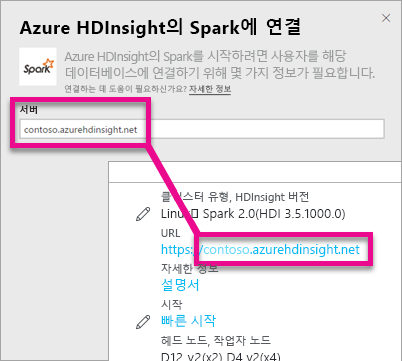 Azure HDInsight의 Spark에 연결
Spark
Azure HDInsight의 Spark를 시작하려면 사용자를 해당
데이터베이스에 연결하기 위해 몇 가지 정보가 필요합니다.
연결하는 데 도움이 필요하신가요? 자세한 정보
서버
contoso.azurehdinsight.net
클러스터 유형, HDInsight 버전
Linux Spark 2.0(HDI 3.5.1000.0)
URL
https://contoso.azurehdinsight.net
자세한 정보
설명서
시작
빠른 시작
헤드 노드, 작업자 노드
D12 v2(x2) D4 v2(x4)